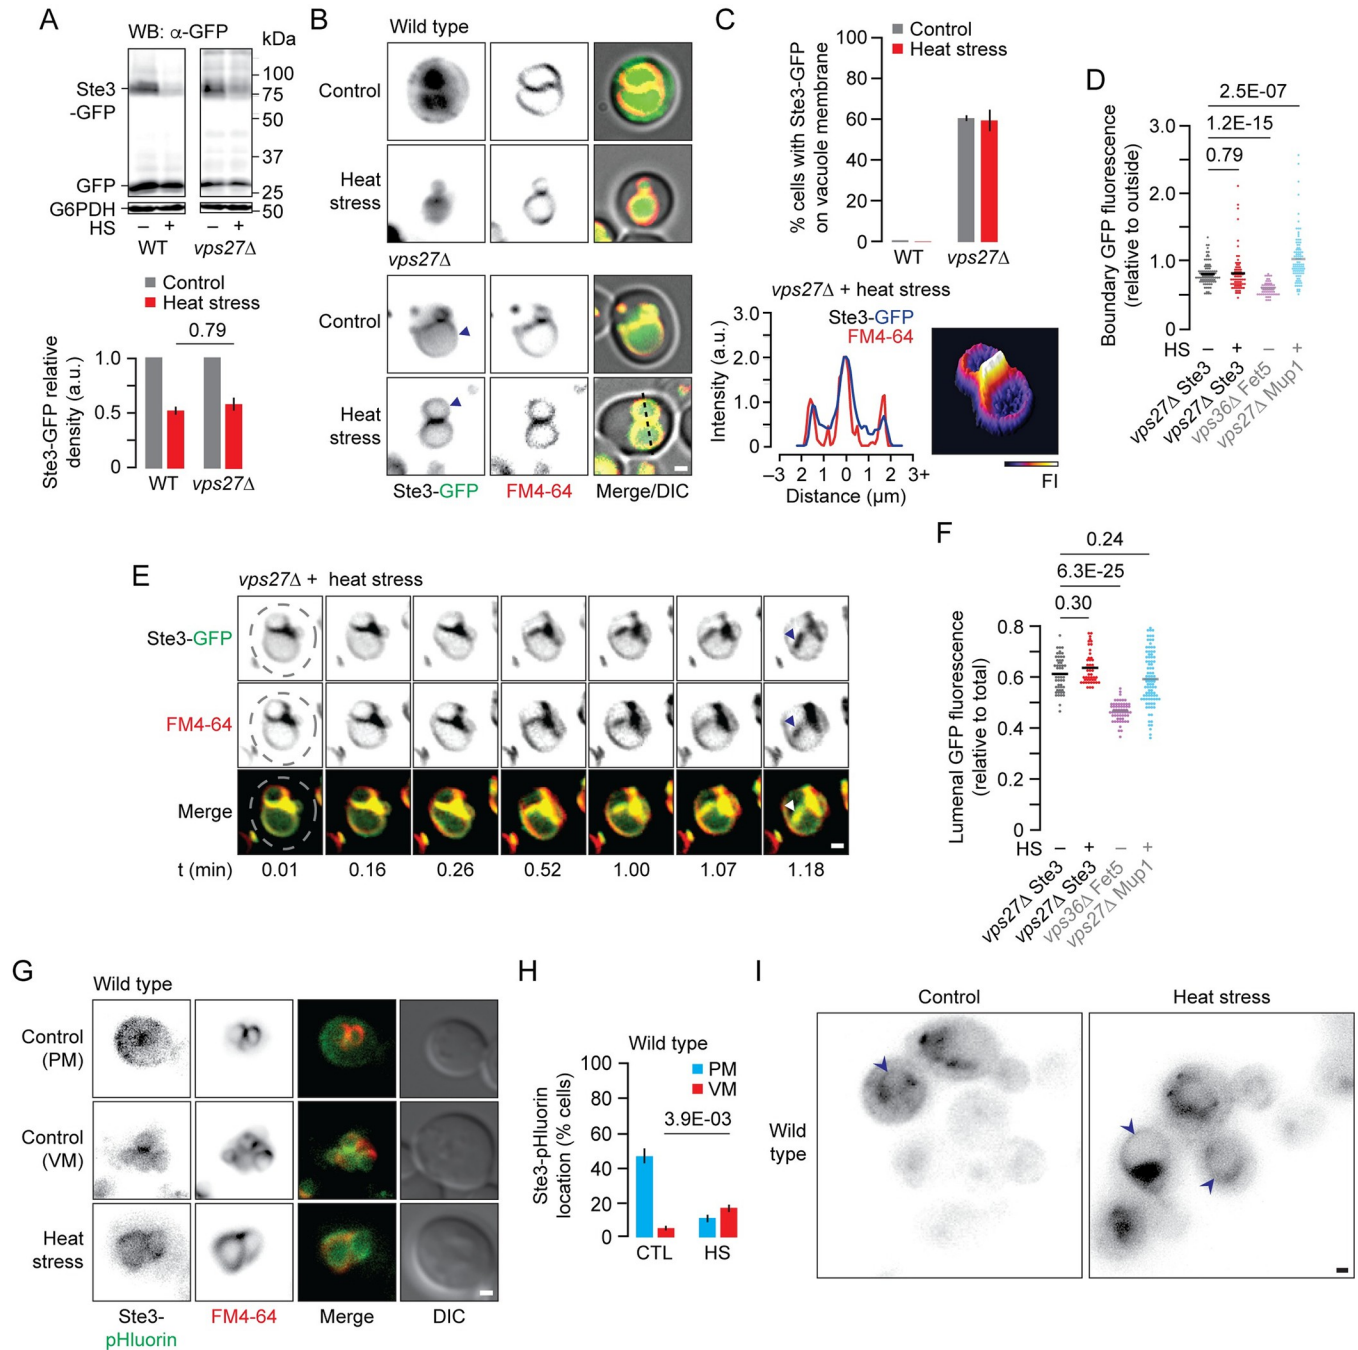 A
WB: α-GFP
kDa
Ste3
-GFP
100
75
50
37
GFP
25
G6PDH
50
HS
– + – +
WT vps27Δ
Control
Heat stress
0.79
Ste3-GFP relative
density (a.u.)
1.0
0.5
0
WT vps27Δ
B
Wild type
Control
Heat
stress
vps27Δ
Control
Heat
stress
Ste3-GFP FM4-64 Merge/DIC
C
Control
Heat stress
% cells with Ste3-GFP
on vacuole membrane
100
80
60
40
20
0
WT vps27Δ
vps27Δ + heat stress
Ste3-GFP
FM4-64
Intensity (a.u.)
3.0
2.0
1.0
0
–3 2 1 0 1 2 3+
Distance (µm)
FI
D
2.5E-07
1.2E-15
0.79
Boundary GFP fluorescence
(relative to outside)
3.0
2.0
1.0
0
HS – + – +
vps27Δ Ste3
vps27Δ Ste3
vps36Δ Fet5
vps27Δ Mup1
E
vps27Δ + heat stress
Ste3-GFP
FM4-64
Merge
t (min) 0.01 0.16 0.26 0.52 1.00 1.07 1.18
F
0.24
6.3E-25
0.30
Lumenal GFP fluorescence
(relative to total)
0.8
0.6
0.4
0.2
0
HS – + – +
vps27Δ Ste3
vps27Δ Ste3
vps36Δ Fet5
vps27Δ Mup1
G
Wild type
Control
(PM)
Control
(VM)
Heat
stress
Ste3-
pHluorin
FM4-64 Merge DIC
H
Wild type
PM
VM
3.9E-03
Ste3-pHluorin
location (% cells)
100
80
60
40
20
0
CTL HS
I
Control Heat stress
Wild
type